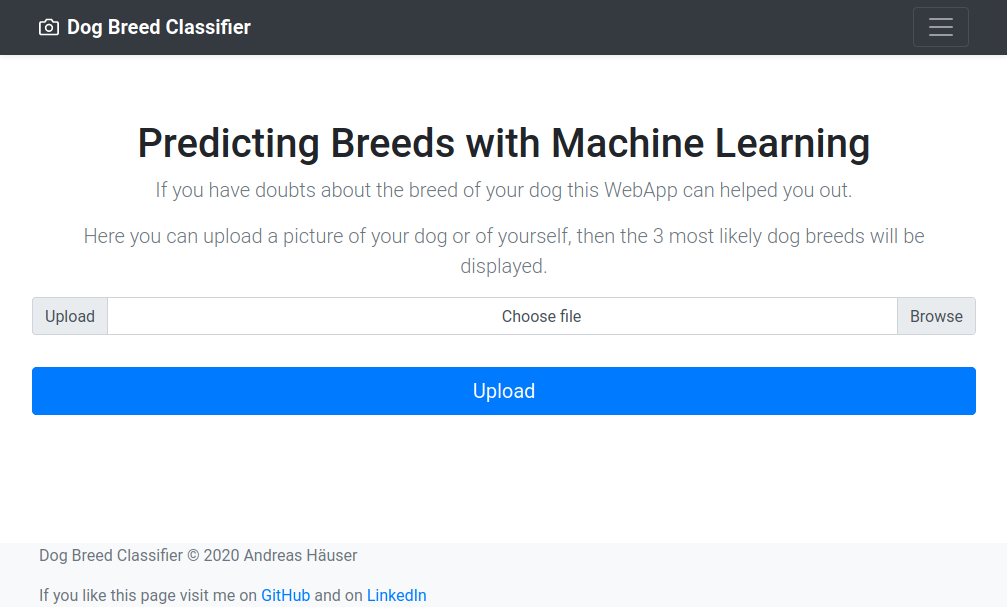 Dog Breed Classifier
Predicting Breeds with Machine Learning
If you have doubts about the breed of your dog this WebApp can helped you out.
Here you can upload a picture of your dog or of yourself, then the 3 most likely dog breeds will be
displayed.
Upload Choose file Browse
Upload
Dog Breed Classifier © 2020 Andreas Häuser
If you like this page visit me on GitHub and on LinkedIn